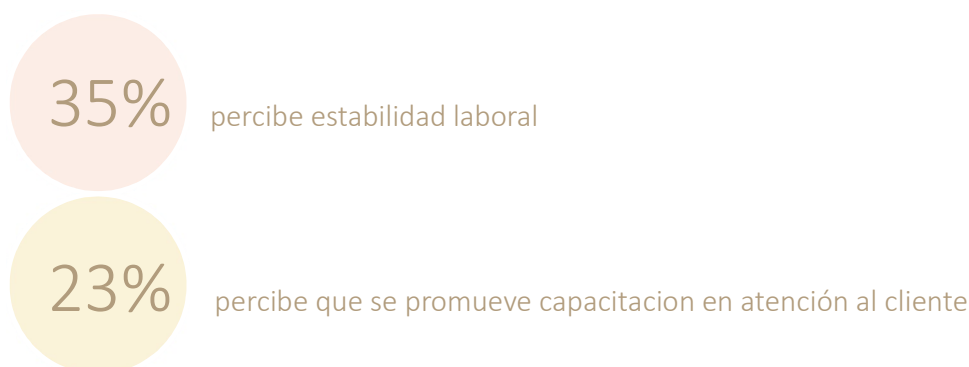 35%
percibe estabilidad laboral
23%
percibe que se promueve capacitacion en atención al cliente